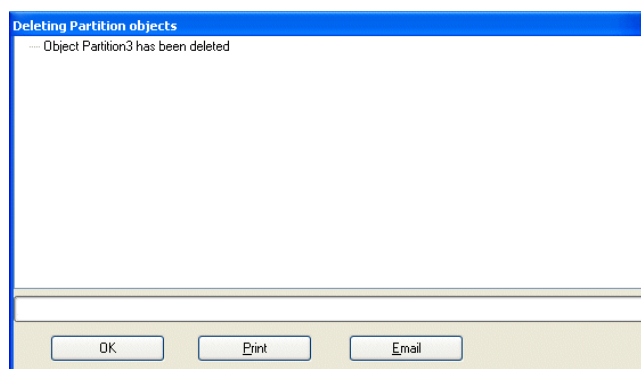 Deleting Partition objects
Object Partition3 has been deleted
OK Print Email